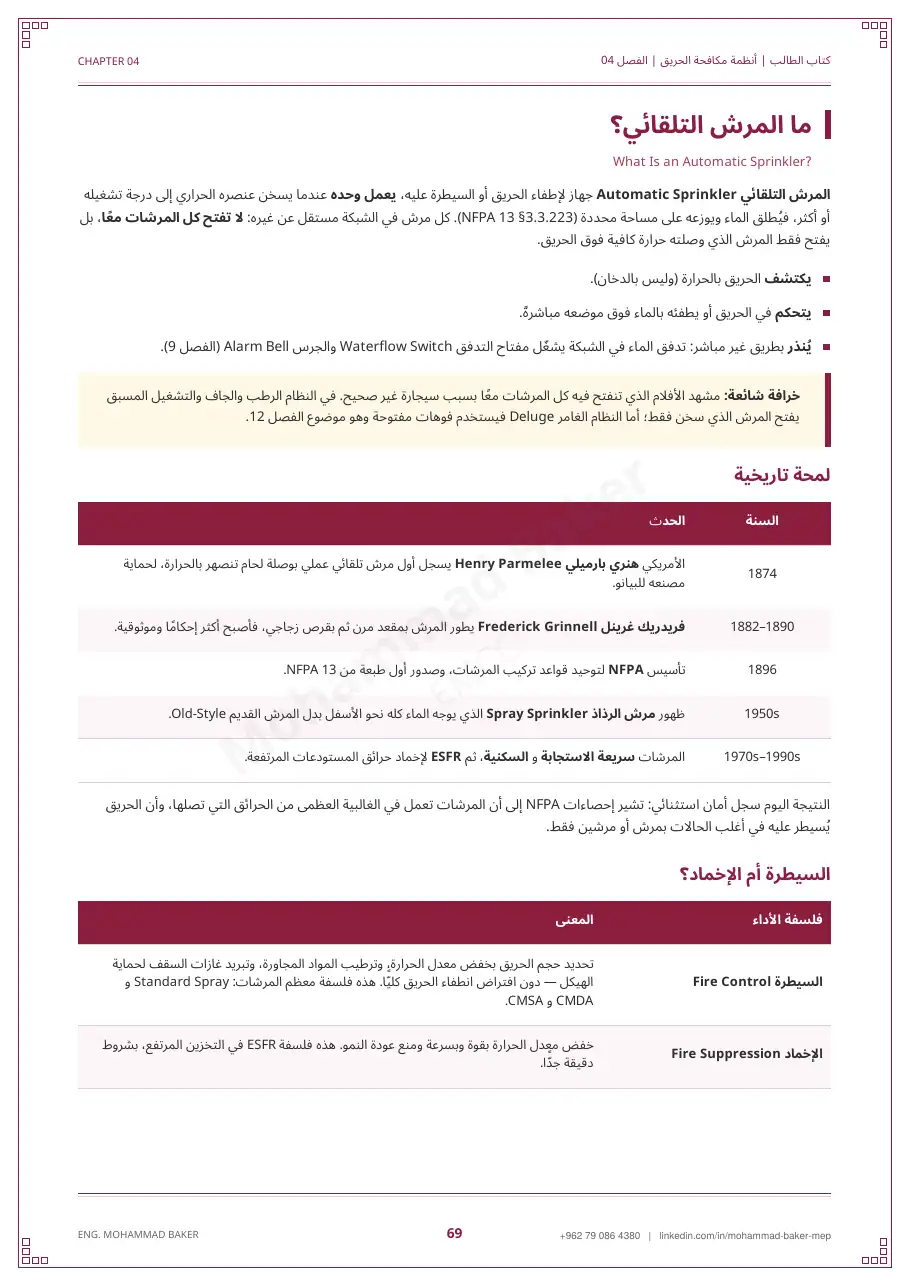 كتاب الطالب | أنظمة مكافحة الحريق | الفصل 04
CHAPTER 04
ما المرش التلقائي؟
What Is an Automatic Sprinkler?
المرش التلقائي Automatic Sprinkler جهاز لإطفاء الحريق أو السيطرة عليه، يعمل وحده عندما يسخن عنصره الحراري إلى درجة تشغيله
أو أكثر، فيُطلق الماء ويوزعه على مساحة محددة (NFPA 13 §3.3.223). كل مرش في الشبكة مستقل عن غيره: لا تفتح كل المرشات معًا، بل
يفتح فقط المرش الذي وصلته حرارة كافية فوق الحريق.
يكتشف الحريق بالحرارة (وليس بالدخان).
يتحكم في الحريق أو يطفئه بالماء فوق موضعه مباشرةً.
يُنذر بطريق غير مباشر: تدفق الماء في الشبكة يشغّل مفتاح التدفق Waterflow Switch والجرس Alarm Bell (الفصل 9).
خرافة شائعة: مشهد الأفلام الذي تنفتح فيه كل المرشات معًا بسبب سيجارة غير صحيح. في النظام الرطب والجاف والتشغيل المسبق
يفتح المرش الذي سخن فقط؛ أما النظام الغامر Deluge فيستخدم فوهات مفتوحة وهو موضوع الفصل 12.
لمحة تاريخية
السنة الحدث
1874 الأمريكي هنري بارميلي Henry Parmelee يسجل أول مرش تلقائي عملي بوصلة لحام تنصهر بالحرارة، لحماية
مصنعه للبيانو.
1882–1890 فريدريك غرينل Frederick Grinnell يطور المرش بمقعد مرن ثم بقرص زجاجي، فأصبح أكثر إحكامًا وموثوقية.
1896 تأسيس NFPA لتوحيد قواعد تركيب المرشات، وصدور أول طبعة من NFPA 13.
1950s ظهور مرش الرذاذ Spray Sprinkler الذي يوجه الماء كله نحو الأسفل بدل المرش القديم Old-Style.
1970s–1990s المرشات سريعة الاستجابة و السكنية، ثم ESFR لإخماد حرائق المستودعات المرتفعة.
النتيجة اليوم سجل أمان استثنائي: تشير إحصاءات NFPA إلى أن المرشات تعمل في الغالبية العظمى من الحرائق التي تصلها، وأن الحريق
يُسيطر عليه في أغلب الحالات بمرش أو مرشين فقط.
السيطرة أم الإخماد؟
فلسفة الأداء المعنى
السيطرة Fire Control تحديد حجم الحريق بخفض معدل الحرارة، وترطيب المواد المجاورة، وتبريد غازات السقف لحماية
الهيكل — دون افتراض انطفاء الحريق كليًا. هذه فلسفة معظم المرشات: Standard Spray و
CMDA و CMSA.
الإخماد Fire Suppression خفض معدل الحرارة بقوة وبسرعة ومنع عودة النمو. هذه فلسفة ESFR في التخزين المرتفع، بشروط
دقيقة جدًا.
Mohammad Baker
ENG. MOHAMMAD BAKER
69
+962 79 086 4380 | linkedin.com/in/mohammad-baker-mep